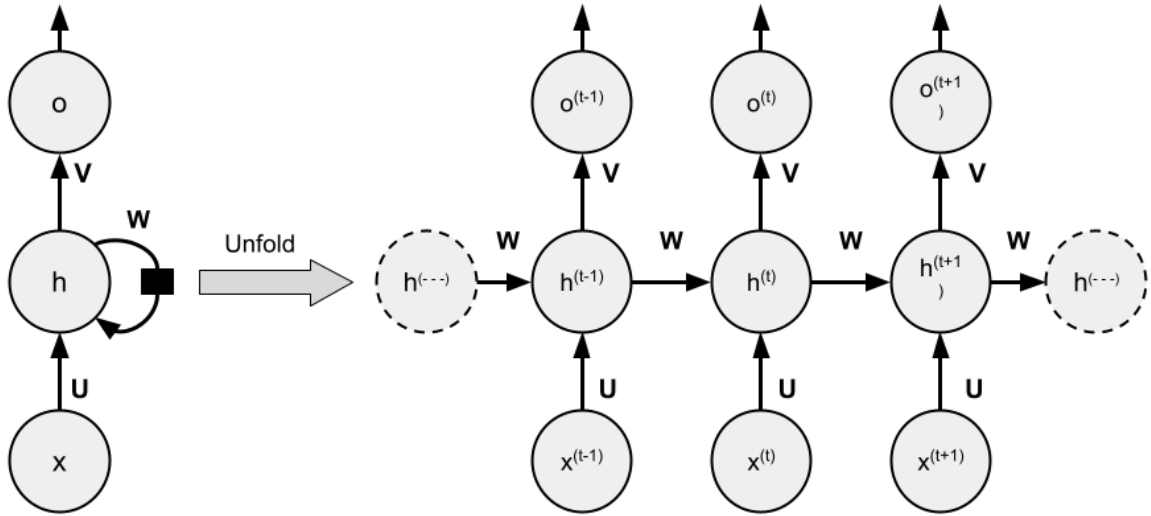 o
o⁽ᵗ⁻¹⁾
o⁽ᵗ⁾
o⁽ᵗ⁺¹
⁾
V
V
V
V
W
Unfold
W
W
W
W
h
h⁽⁻ ⁻ ⁻⁾
h⁽ᵗ⁻¹⁾
h⁽ᵗ⁾
h⁽ᵗ⁺¹
⁾
h⁽⁻ ⁻ ⁻⁾
U
U
U
U
x
x⁽ᵗ⁻¹⁾
x⁽ᵗ⁾
x⁽ᵗ⁺¹⁾